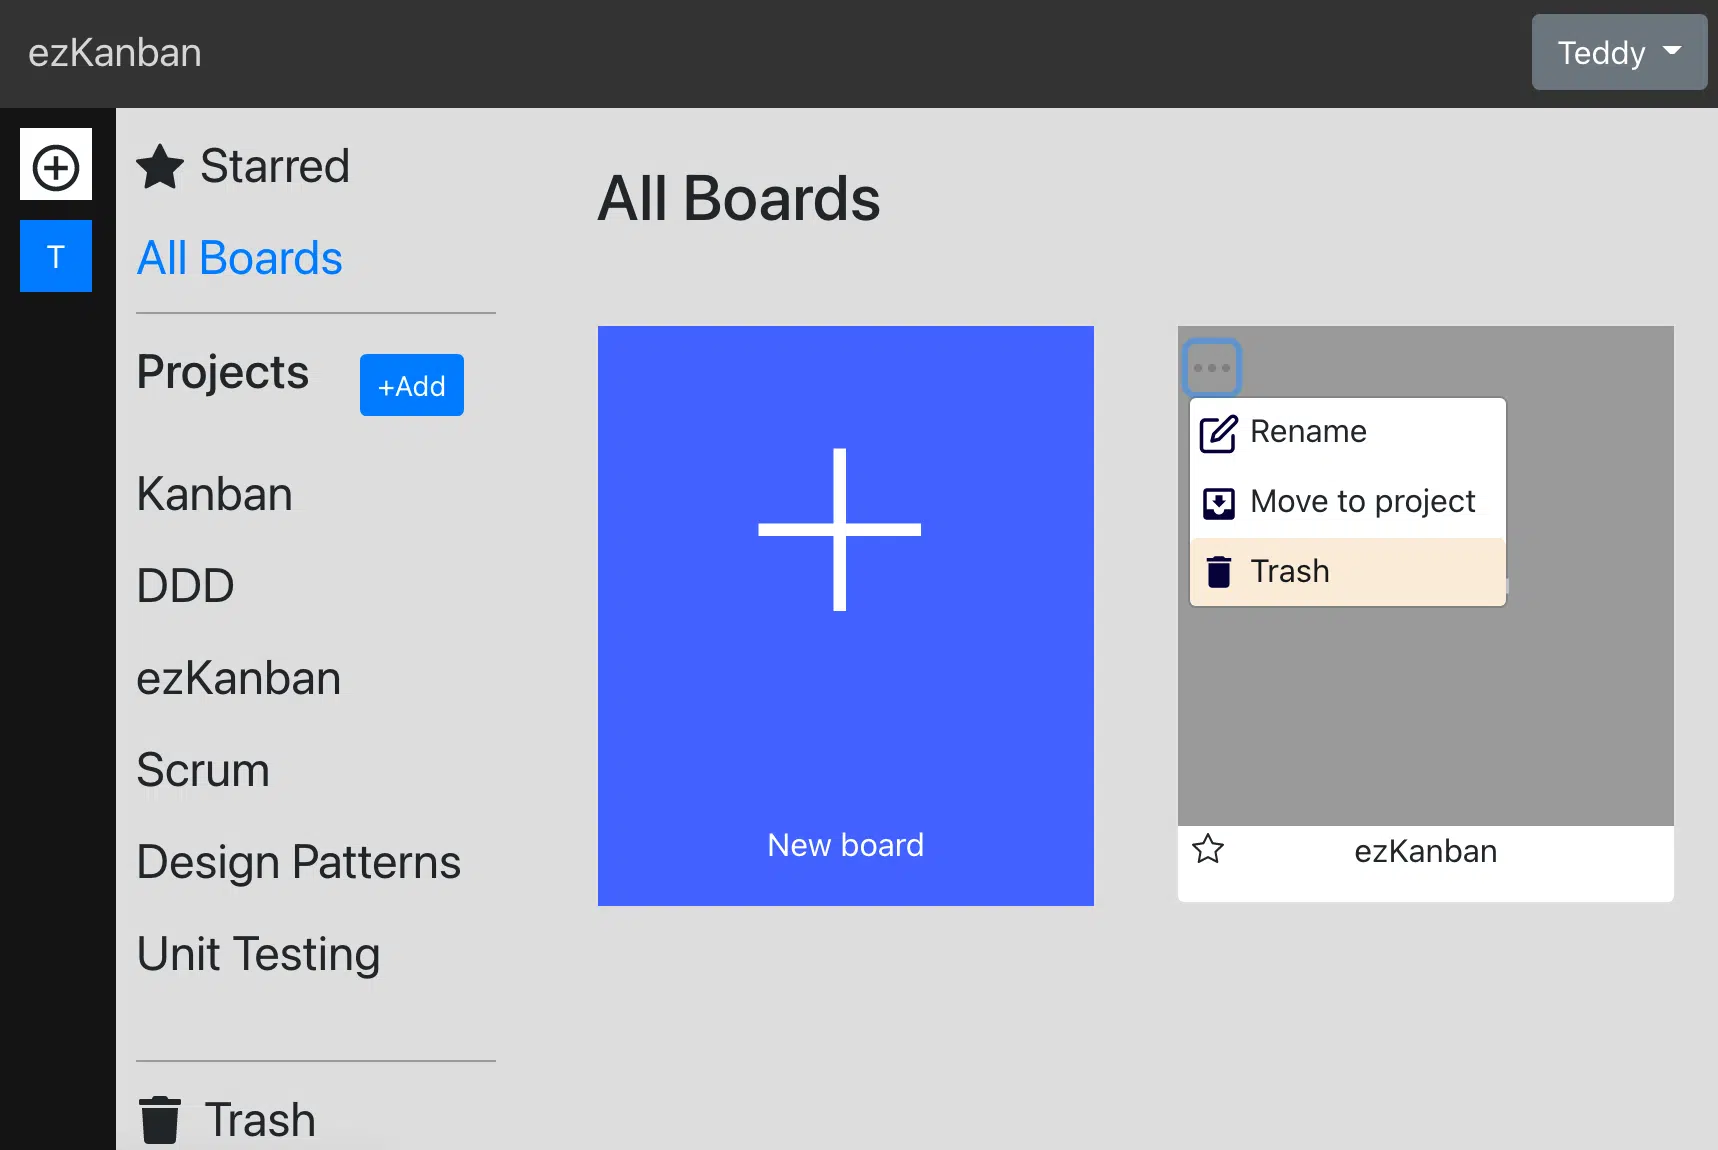 ezKanban
Teddy
T
Starred
All Boards
Projects
+Add
Kanban
DDD
ezKanban
Scrum
Design Patterns
Unit Testing
Trash
All Boards
New board
Rename
Move to project
Trash
ezKanban